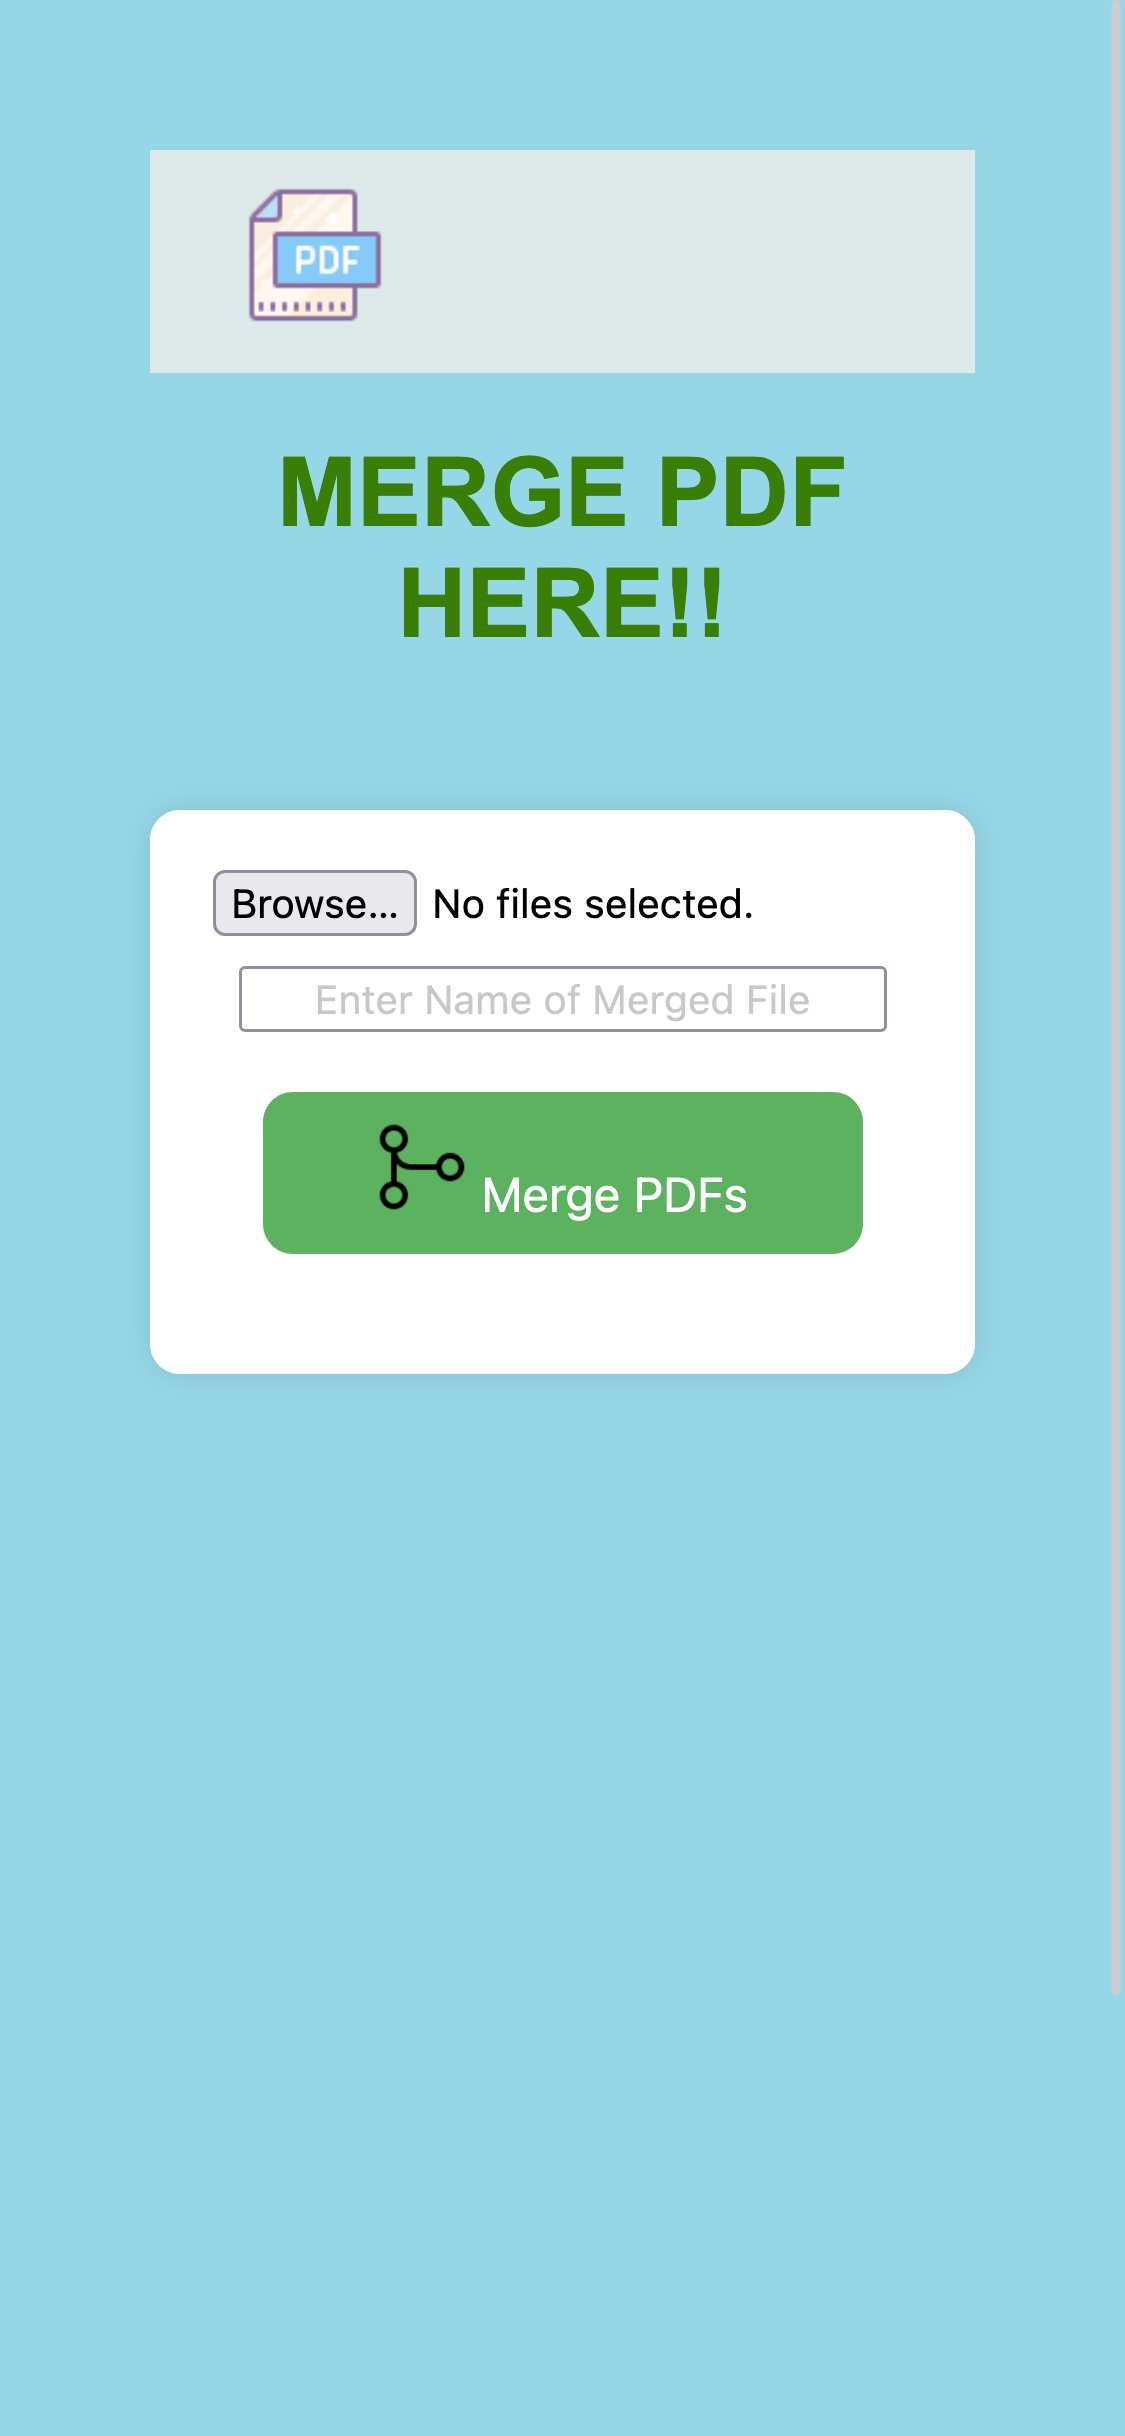 PDF
MERGE PDF
HERE!!
Browse... No files selected.
Enter Name of Merged File
Merge PDFs